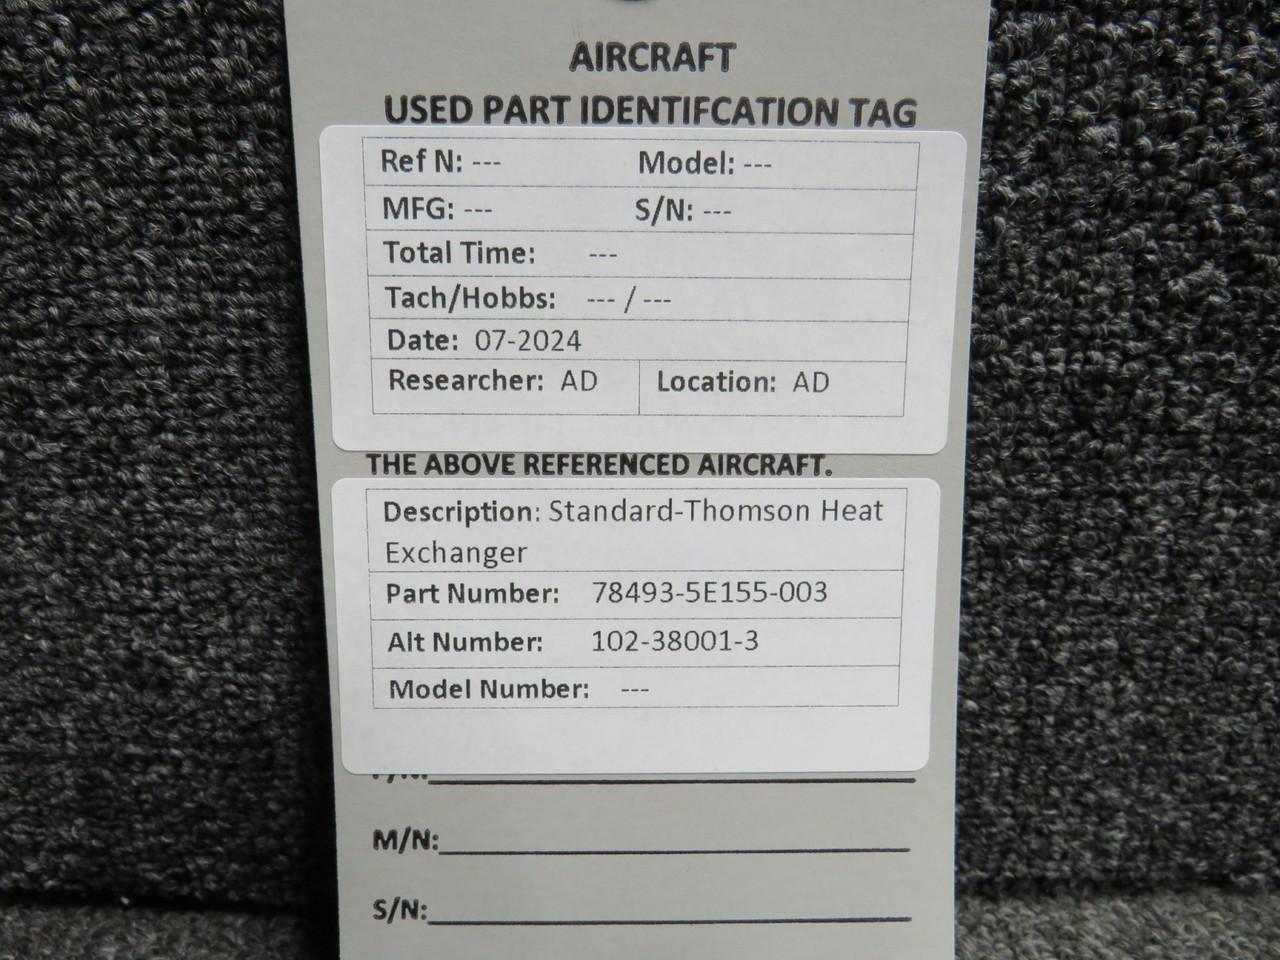 AIRCRAFT
USED PART IDENTIFCATION TAG
Ref N: --- Model: ---
MFG: --- S/N: ---
Total Time: ---
Tach/Hobbs: --- / ---
Date: 07-2024
Researcher: AD Location: AD
THE ABOVE REFERENCED AIRCRAFT.
Description: Standard-Thomson Heat
Exchanger
Part Number: 78493-5E155-003
Alt Number: 102-38001-3
Model Number: ---
P/N:
M/N:
S/N: